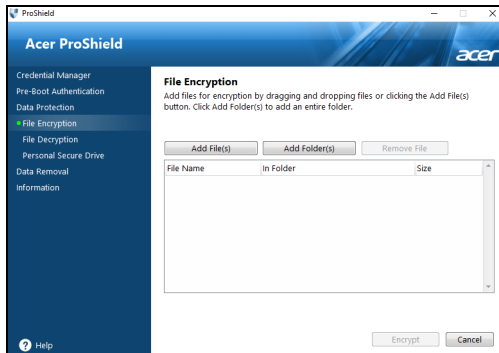 ProShield
Acer ProShield
acer
Credential Manager
Pre-Boot Authentication
Data Protection
File Encryption
File Decryption
Personal Secure Drive
Data Removal
Information
Help
File Encryption
Add files for encryption by dragging and dropping files or clicking the Add File(s)
button. Click Add Folder(s) to add an entire folder.
Add File(s) Add Folder(s) Remove File
File Name In Folder Size
Encrypt Cancel